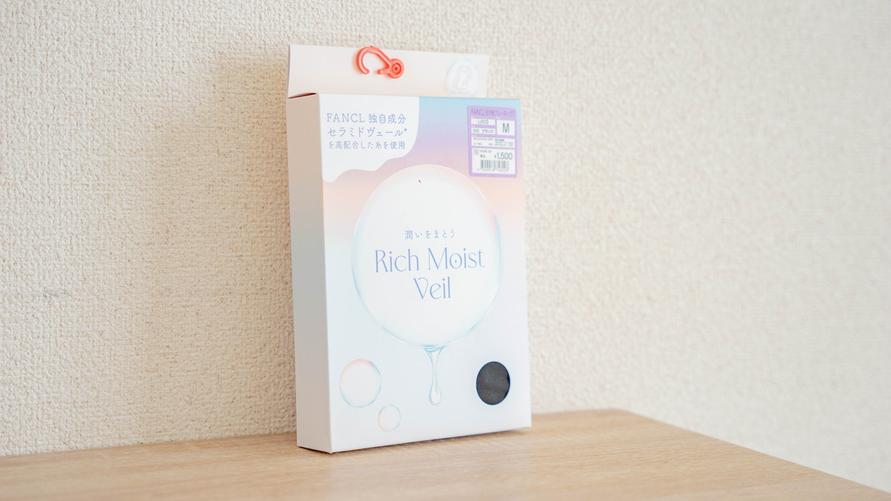 FANCL 独自成分
セラミドヴェール*
を高配合した糸を使用
M
¥1,500
潤いをまとう
Rich Moist
Veil